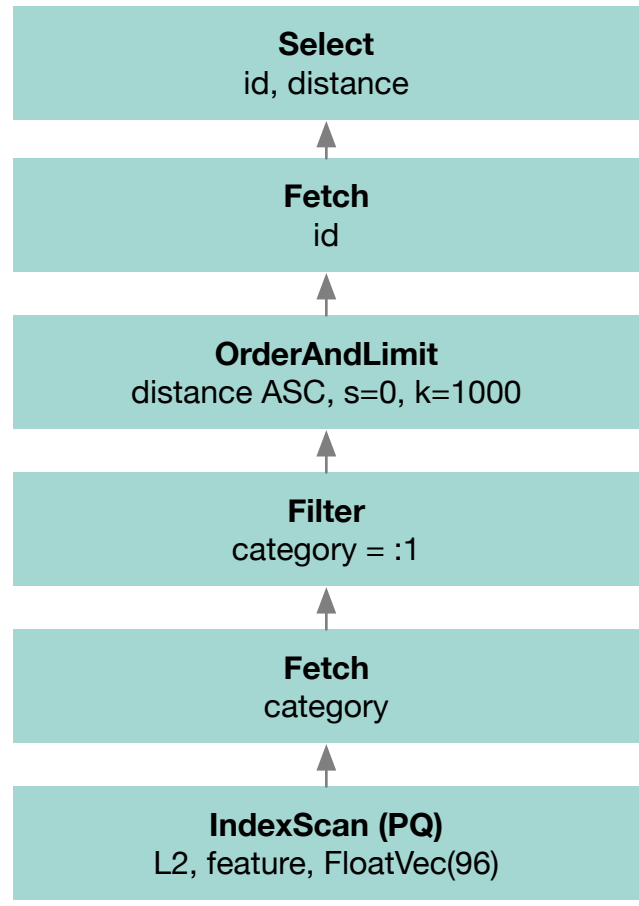 Select
id, distance
Fetch
id
OrderAndLimit
distance ASC, s=0, k=1000
Filter
category = :1
Fetch
category
IndexScan (PQ)
L2, feature, FloatVec(96)